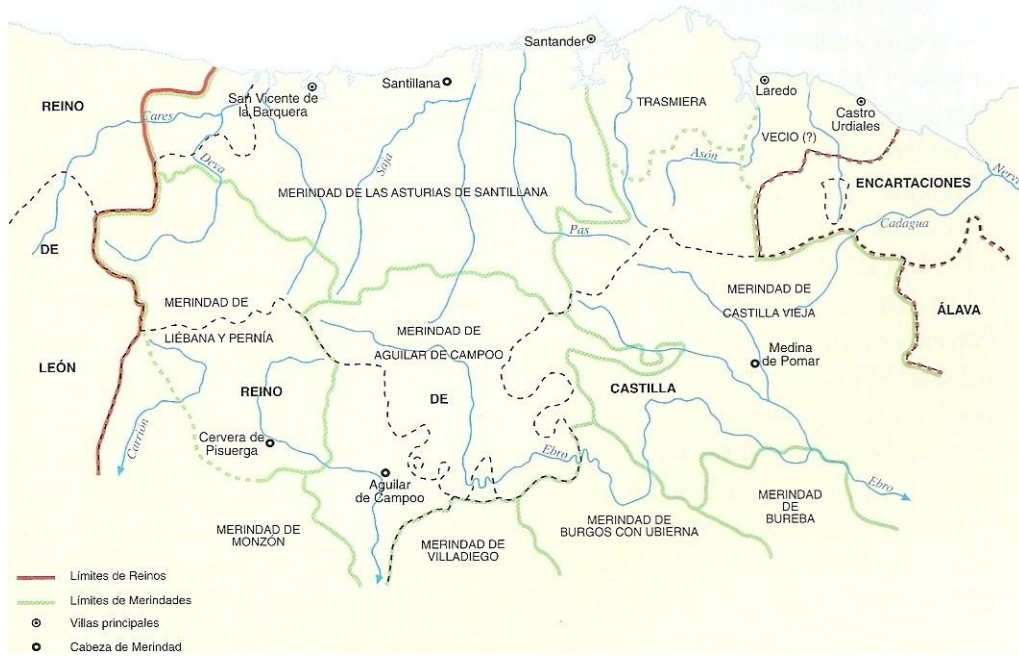 Santander
Santillana
San Vicente de
la Barquera
Laredo
Castro
Urdiales
TRASMIERA
VECIO (?)
ENCARTACIONES
REINO
DE
LEÓN
Cares
Deva
Saja
Asón
Pas
Cadagua
MERINDAD DE LAS ASTURIAS DE SANTILLANA
MERINDAD DE
LIÉBANA Y PERNÍA
MERINDAD DE
AGUILAR DE CAMPOO
MERINDAD DE
CASTILLA VIEJA
ÁLAVA
Medina
de Pomar
REINO
DE
CASTILLA
Carrión
Cervera de
Pisuerga
Aguilar
de Campoo
Ebro
Ebro
MERINDAD DE
MONZÓN
MERINDAD DE
VILLADIEGO
MERINDAD DE
BURGOS CON UBIERNA
MERINDAD
DE
BUREBA
Límites de Reinos
Límites de Merindades
Villas principales
Cabeza de Merindad